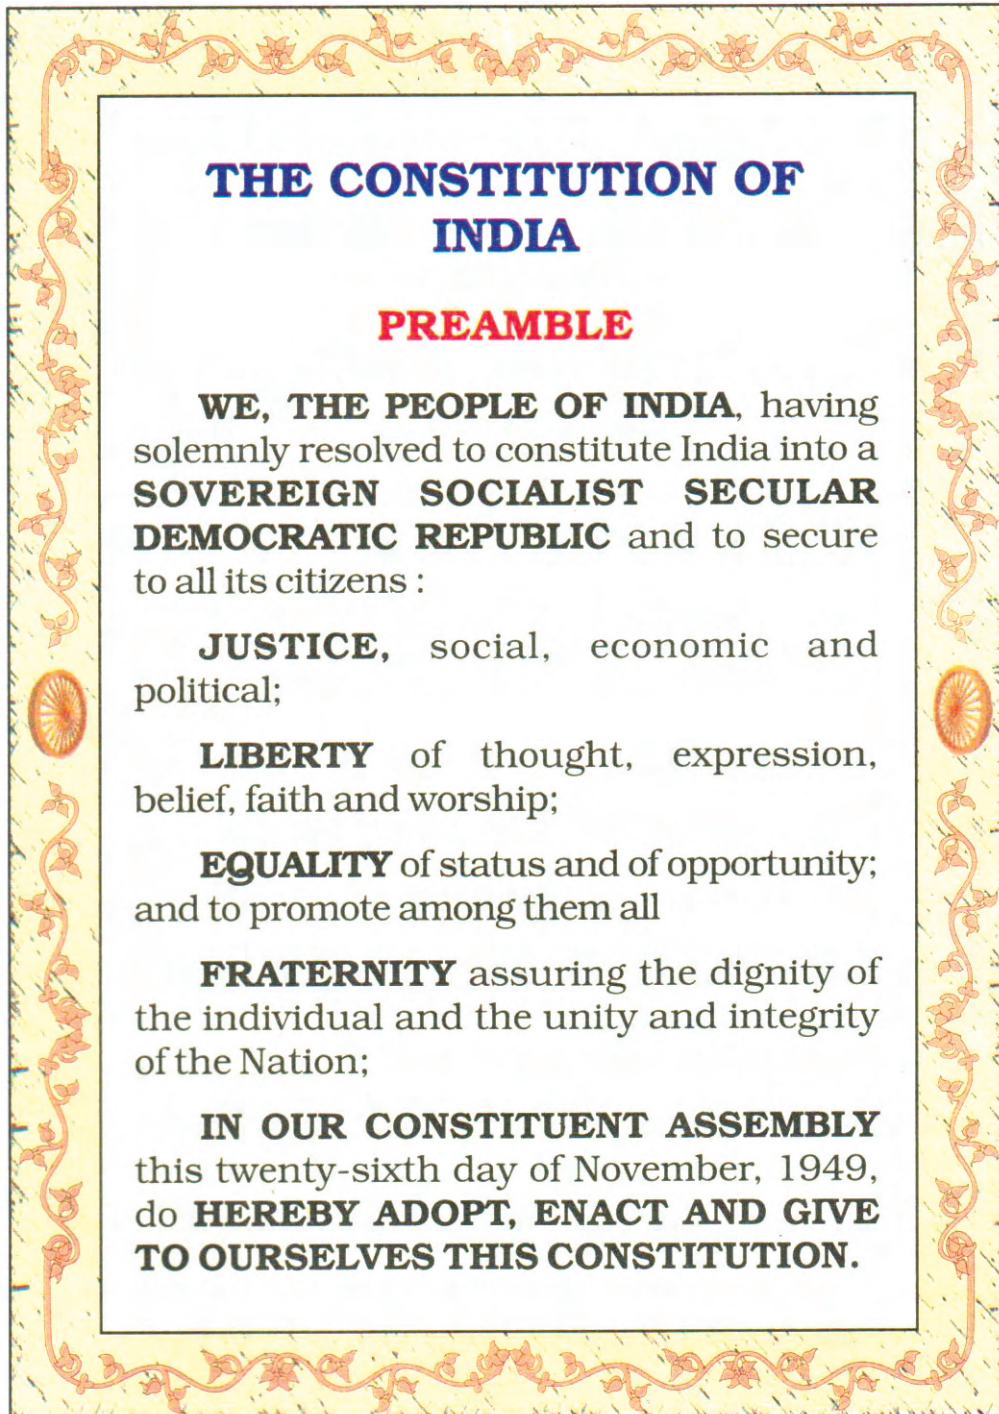 THE CONSTITUTION OF
INDIA
PREAMBLE
WE, THE PEOPLE OF INDIA, having
solemnly resolved to constitute India into a
SOVEREIGN SOCIALIST SECULAR
DEMOCRATIC REPUBLIC and to secure
to all its citizens :
JUSTICE, social, economic and
political;
LIBERTY of thought, expression,
belief, faith and worship;
EQUALITY of status and of opportunity;
and to promote among them all
FRATERNITY assuring the dignity of
the individual and the unity and integrity
of the Nation;
IN OUR CONSTITUENT ASSEMBLY
this twenty-sixth day of November, 1949,
do HEREBY ADOPT, ENACT AND GIVE
TO OURSELVES THIS CONSTITUTION.